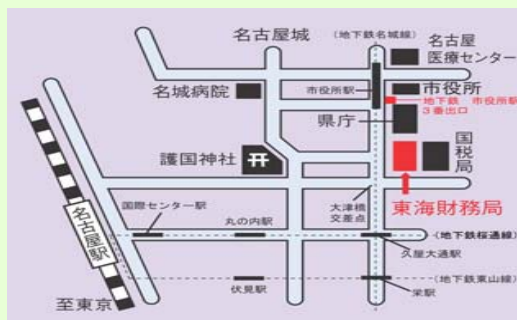 名古屋城
(地下鉄名城線)
名古屋
医療センター
名城病院
市役所駅
市役所
地下鉄 市役所駅
3番出口
県庁
国税局
護国神社
東海財務局
大津橋
交差点
国際センター駅
丸の内駅
(地下鉄桜通線)
久屋大通駅
名古屋駅
伏見駅
(地下鉄東山線)
栄駅
至東京